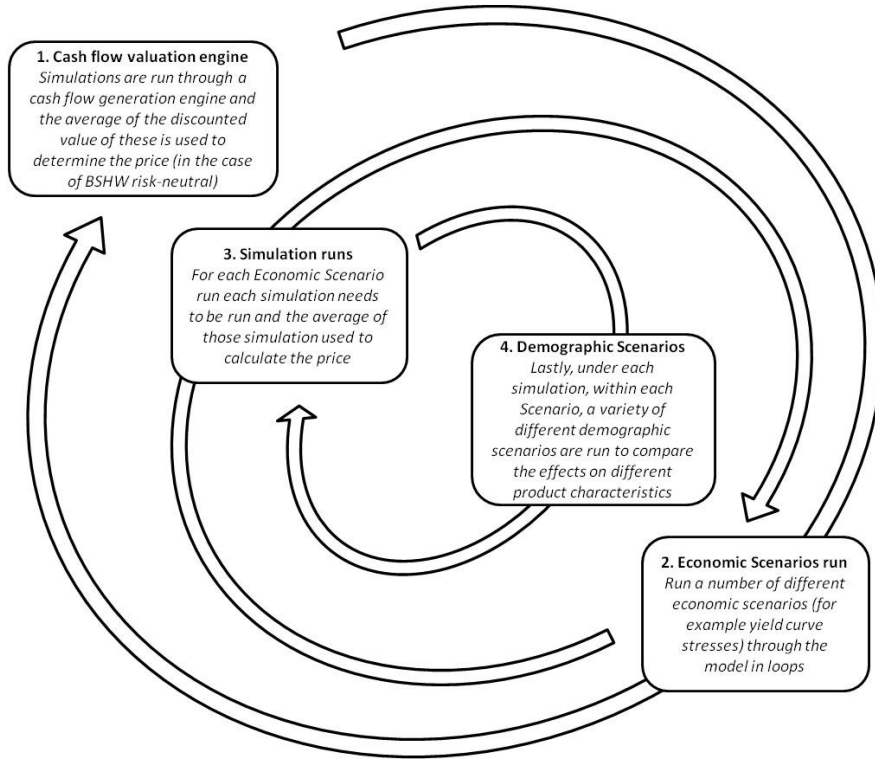 1. Cash flow valuation engine
Simulations are run through a
cash flow generation engine and
the average of the discounted
value of these is used to
determine the price (in the case
of BSHW risk-neutral)
3. Simulation runs
For each Economic Scenario
run each simulation needs
to be run and the average of
those simulation used to
calculate the price
4. Demographic Scenarios
Lastly, under each
simulation, within each
Scenario, a variety of
different demographic
scenarios are run to compare
the effects on different
product characteristics
2. Economic Scenarios run
Run a number of different
economic scenarios (for
example yield curve
stresses) through the
model in loops